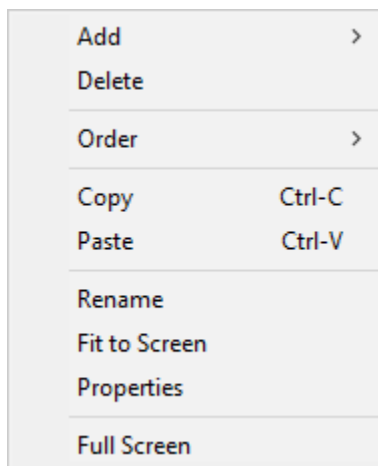 Add
Delete
Order
Copy Ctrl-C
Paste Ctrl-V
Rename
Fit to Screen
Properties
Full Screen